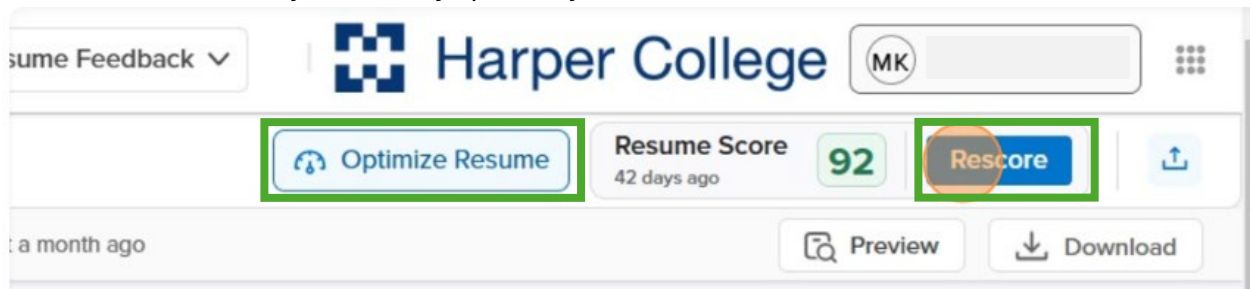 sume Feedback
Harper College
MK
Optimize Resume
Resume Score
42 days ago
92
Rescore
a month ago
Preview
Download